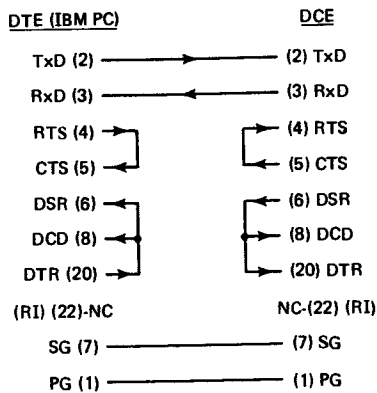 DTE (IBM PC) DCE
TxD (2) (2) TxD
RxD (3) (3) RxD
RTS (4) (4) RTS
CTS (5) (5) CTS
DSR (6) (6) DSR
DCD (8) (8) DCD
DTR (20) (20) DTR
(RI) (22)-NC NC-(22) (RI)
SG (7) (7) SG
PG (1) (1) PG